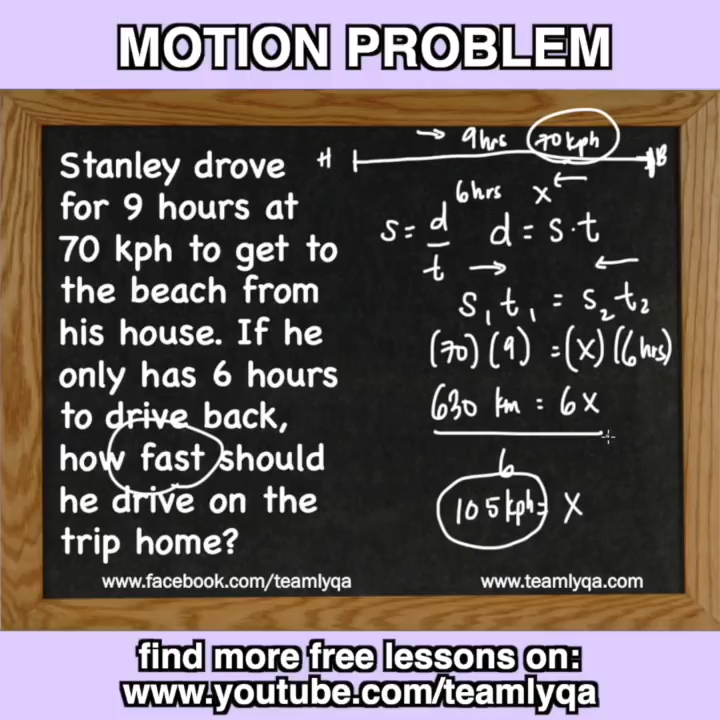 MOTION PROBLEM
Stanley drove
for 9 hours at
70 kph to get to
the beach from
his house. If he
only has 6 hours
to drive back,
how fast should
he drive on the
trip home?
→ 9hrs 70 kph
H B
6hrs x ←
s = d/t d = s·t
→ ←
s₁t₁ = s₂t₂
(70)(9) = (x)(6hrs)
630 km = 6x
6
105kph = x
www.facebook.com/teamlyqa www.teamlyqa.com
find more free lessons on:
www.youtube.com/teamlyqa